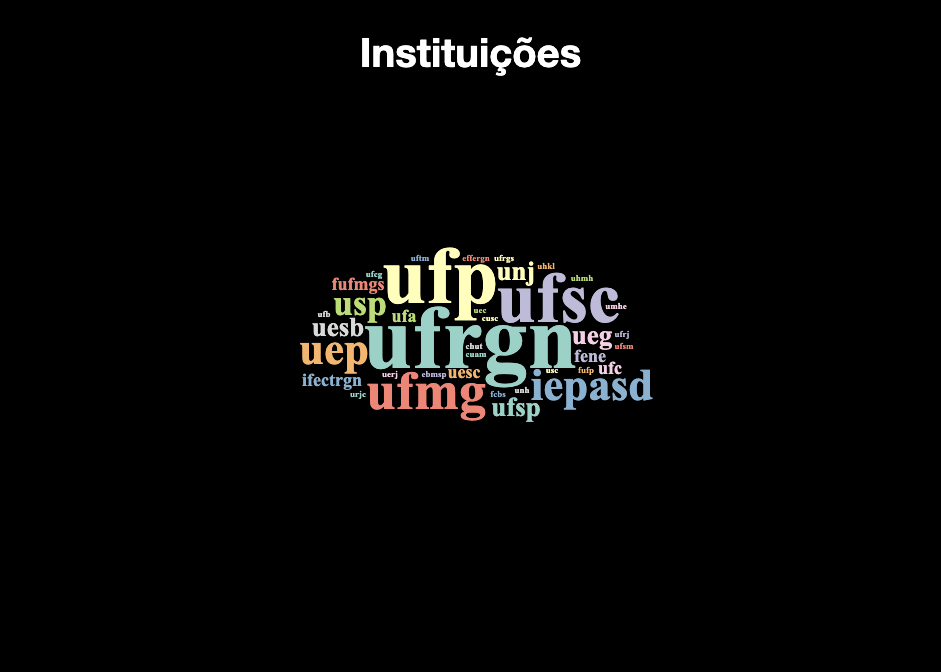 Instituições
uftm
effergn
ufrgs
ufcg
ufp
unj
uhkl
fufmgs
uhmh
usp
ufsc
umhe
ufb
ufa
uec
cusc
uesb
ufrgn
ueg
ufrj
uep
chut
ufsm
cuam
fene
ifectrgn
uerj
ebmsp
uesc
usc
fufp
ufc
urjc
ufmg
fcbs
unh
iepasd
ufsp